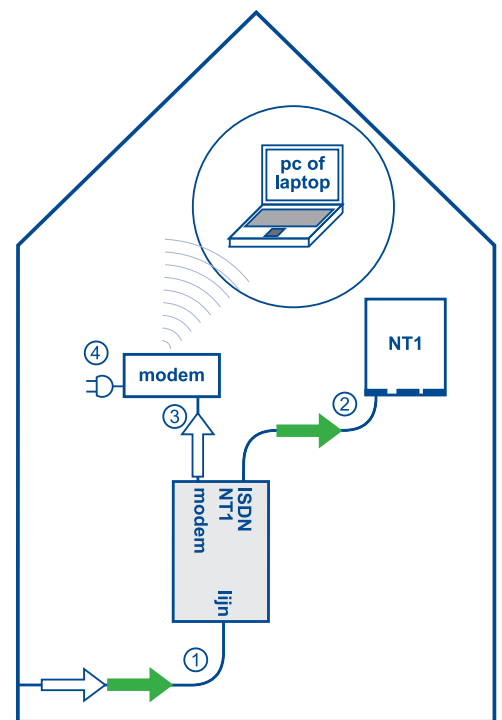 pc of
laptop
NT1
④
modem
②
③
ISDN
NT1
modem
lijn
①